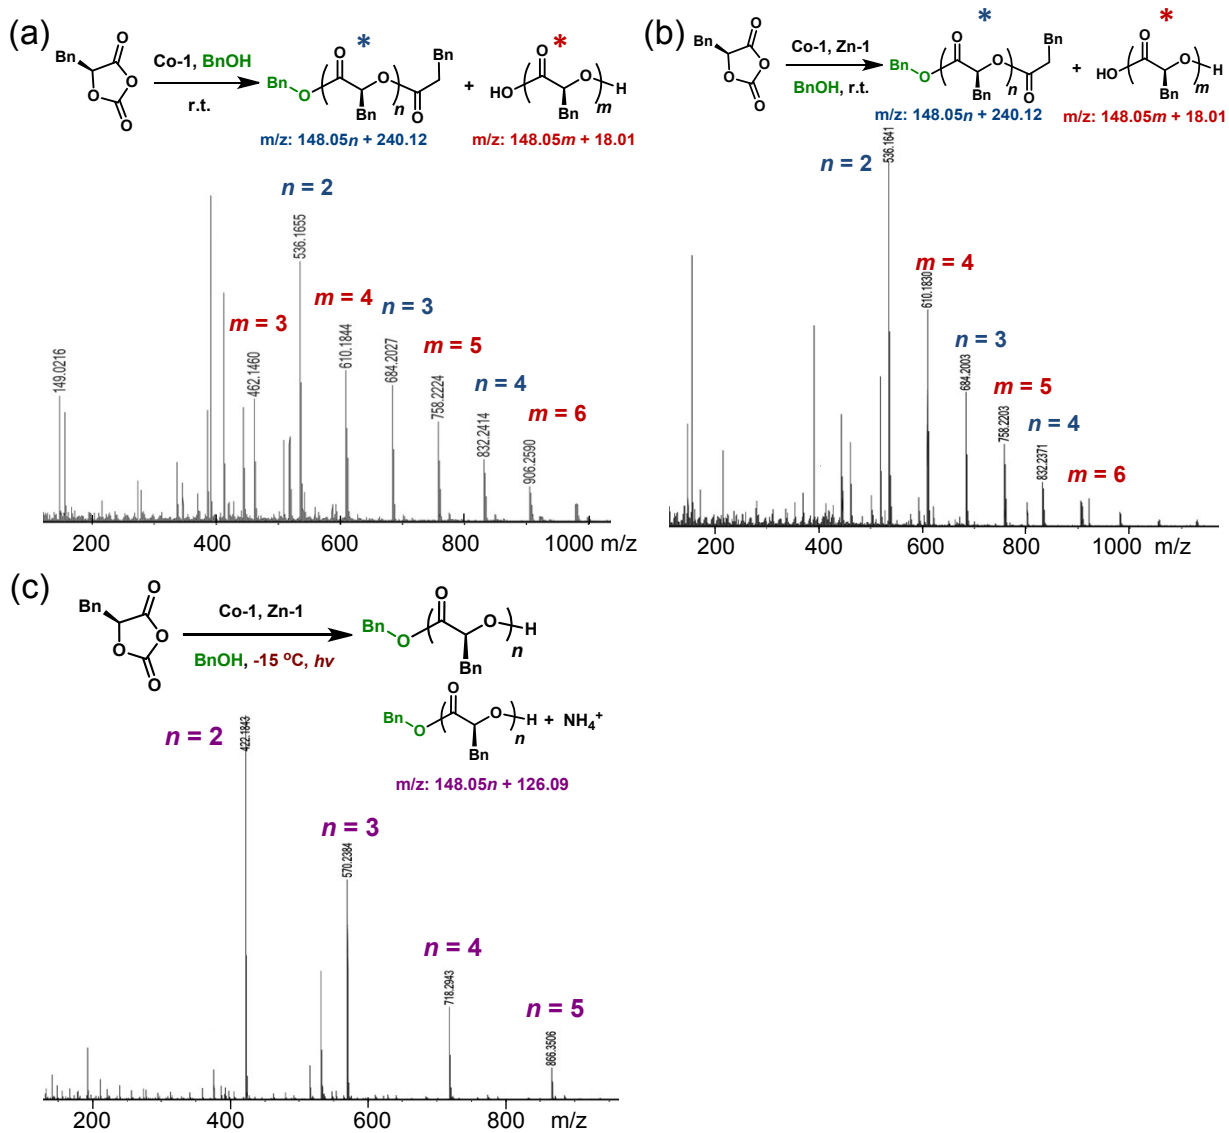 (a)
Bn
O
O
O
O
Co-1, BnOH
r.t.
*
Bn
O
O
O
Bn
n
O
Bn
+
*
HO
O
O
H
Bn
m
m/z: 148.05n + 240.12
m/z: 148.05m + 18.01
n = 2
536.1655
m = 4
610.1844
n = 3
684.2027
m = 3
462.1460
m = 5
758.2224
n = 4
832.2414
m = 6
906.2590
149.0216
200 400 600 800 1000 m/z
(b)
Bn
O
O
O
O
Co-1, Zn-1
BnOH, r.t.
*
Bn
O
O
O
Bn
n
O
Bn
+
*
HO
O
O
H
Bn
m
m/z: 148.05n + 240.12
m/z: 148.05m + 18.01
n = 2
536.1641
m = 4
610.1830
n = 3
684.2003
m = 5
758.2203
n = 4
832.2371
m = 6
200 400 600 800 1000 m/z
(c)
Bn
O
O
O
O
Co-1, Zn-1
BnOH, -15 ºC, hv
Bn
O
O
O
H
n
Bn
Bn
O
O
O
H + NH4+
n
Bn
m/z: 148.05n + 126.09
n = 2
422.1843
n = 3
570.2384
n = 4
718.2943
n = 5
866.3506
200 400 600 800 m/z